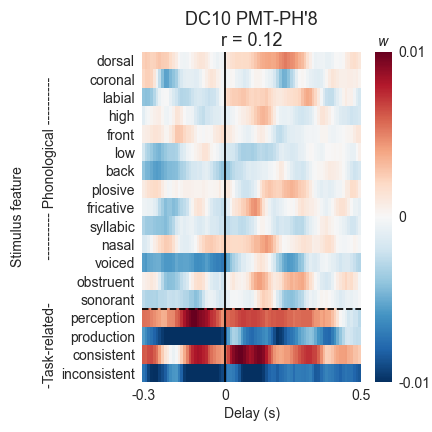 DC10 PMT-PH'8
r = 0.12
w
dorsal
coronal
labial
high
front
low
back
plosive
fricative
syllabic
nasal
voiced
obstruent
sonorant
perception
production
consistent
inconsistent
Stimulus feature
---------- Phonological ----------
-Task-related-
0.01
0
-0.01
-0.3
0
0.5
Delay (s)